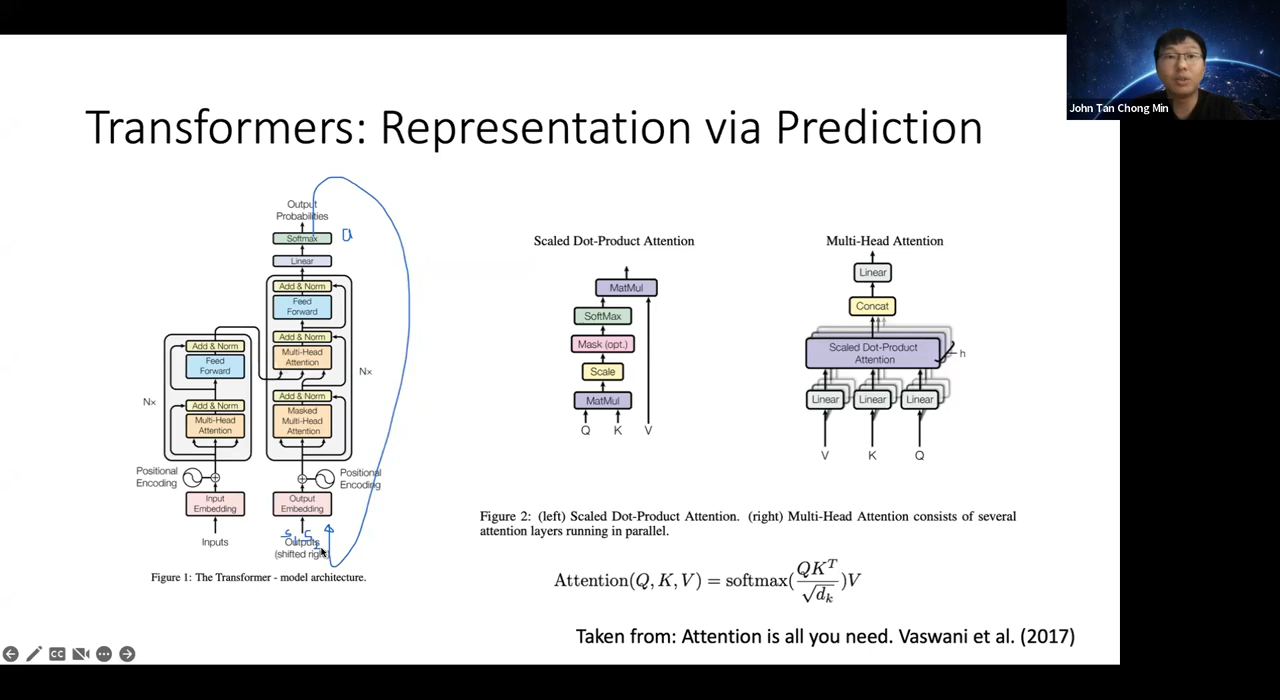 John Tan Chong Min
Transformers: Representation via Prediction
Output
Probabilities
Softmax
a
Linear
Add & Norm
Feed
Forward
Add & Norm
Multi-Head
Attention
Add & Norm
Masked
Multi-Head
Attention
Nx
Add & Norm
Feed
Forward
Add & Norm
Multi-Head
Attention
Nx
Positional
Encoding
Positional
Encoding
Input
Embedding
Output
Embedding
Inputs
Outputs
(shifted right)
Figure 1: The Transformer - model architecture.
Scaled Dot-Product Attention
MatMul
SoftMax
Mask (opt.)
Scale
MatMul
Q K V
Multi-Head Attention
Linear
Concat
Scaled Dot-Product
Attention
h
Linear Linear Linear
V K Q
Figure 2: (left) Scaled Dot-Product Attention. (right) Multi-Head Attention consists of several
attention layers running in parallel.
Attention(Q, K, V) = softmax(QK^T/√d_k)V
Taken from: Attention is all you need. Vaswani et al. (2017)
CC